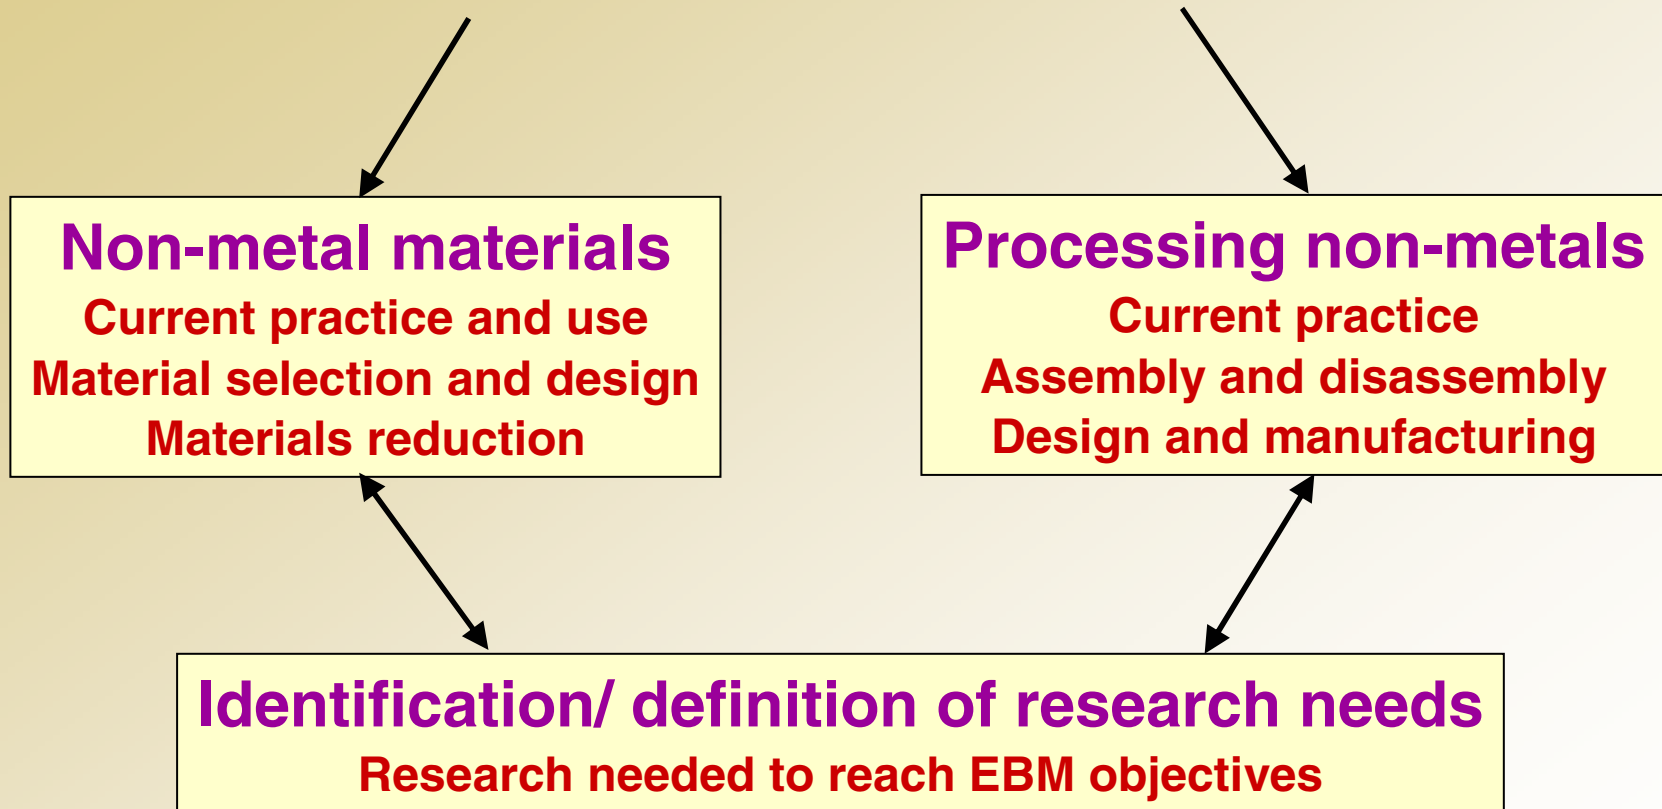 Non-metal materials
Current practice and use
Material selection and design
Materials reduction
Processing non-metals
Current practice
Assembly and disassembly
Design and manufacturing
Identification/ definition of research needs
Research needed to reach EBM objectives